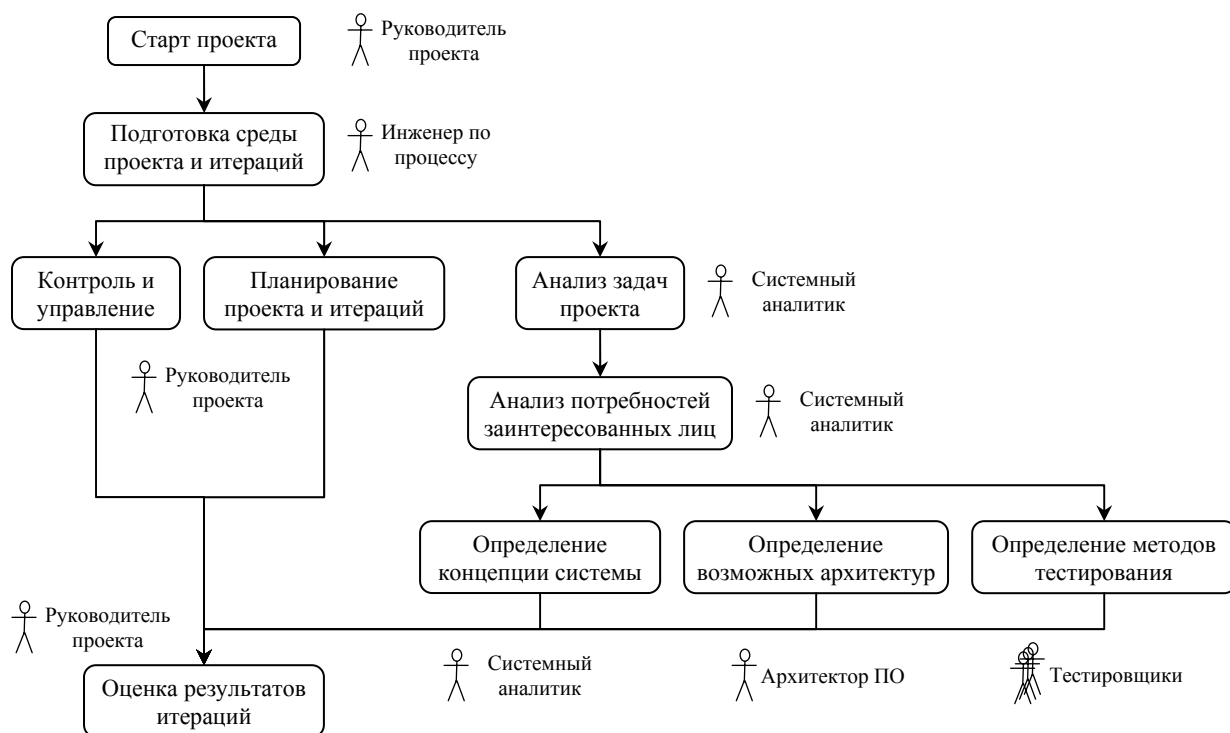 Старт проекта
Руководитель
проекта
Подготовка среды
проекта и итераций
Инженер по
процессу
Контроль и
управление
Планирование
проекта и итераций
Анализ задач
проекта
Системный
аналитик
Руководитель
проекта
Анализ потребностей
заинтересованных лиц
Системный
аналитик
Определение
концепции системы
Определение
возможных архитектур
Определение методов
тестирования
Руководитель
проекта
Оценка результатов
итераций
Системный
аналитик
Архитектор ПО
Тестировщики